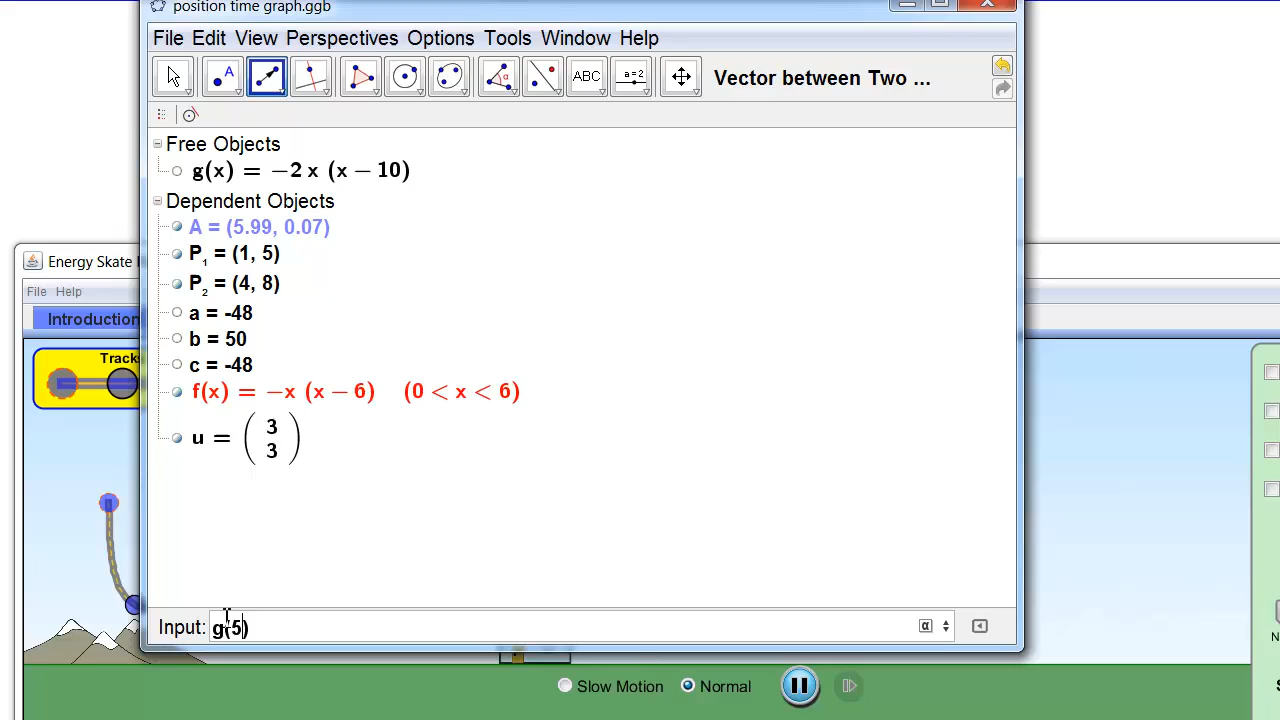 position time graph.ggb
File Edit View Perspectives Options Tools Window Help
A ABC a=2 Vector between Two ...
Free Objects
g(x) = −2 x (x − 10)
Dependent Objects
A = (5.99, 0.07)
P₁ = (1, 5)
P₂ = (4, 8)
a = -48
b = 50
c = -48
f(x) = −x (x − 6) (0 < x < 6)
u = ( 3
3 )
Input: g(5) α
Energy Skate
File Help
Introduction
Tracks
Slow Motion Normal